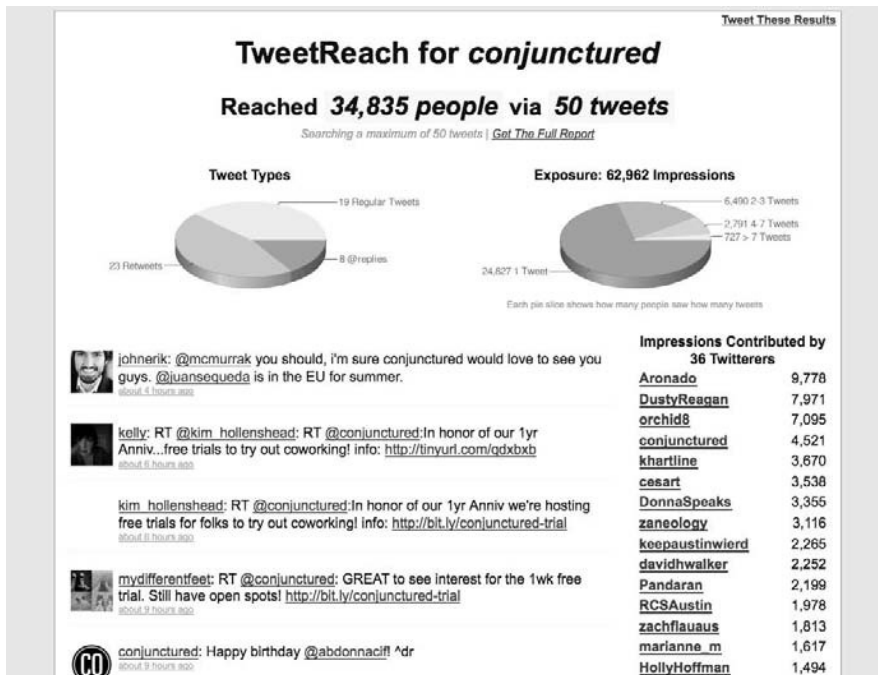 Tweet These Results
TweetReach for conjunctured
Reached 34,835 people via 50 tweets
Searching a maximum of 50 tweets | Get The Full Report
Tweet Types
19 Regular Tweets
23 Retweets
8 @replies
Exposure: 62,962 Impressions
6,490 2-3 Tweets
2,791 4-7 Tweets
727 > 7 Tweets
24,827 1 Tweet
Each pie slice shows how many people saw how many tweets
johnerik: @mcmurrak you should, i'm sure conjunctured would love to see you
guys. @juansequeda is in the EU for summer.
about 4 hours ago
kelly: RT @kim_hollenshead: RT @conjunctured:In honor of our 1yr
Anniv...free trials to try out coworking! info: http://tinyurl.com/qdxbxb
about 6 hours ago
kim_hollenshead: RT @conjunctured:In honor of our 1yr Anniv we're hosting
free trials for folks to try out coworking! info: http://bit.ly/conjunctured-trial
about 6 hours ago
mydifferentfeet: RT @conjunctured: GREAT to see interest for the 1wk free
trial. Still have open spots! http://bit.ly/conjunctured-trial
about 9 hours ago
CO
conjunctured: Happy birthday @abdonnacif! ^dr
about 9 hours ago
Impressions Contributed by
36 Twitterers
Aronado 9,778
DustyReagan 7,971
orchid8 7,095
conjunctured 4,521
khartline 3,670
cesart 3,538
DonnaSpeaks 3,355
zaneology 3,116
keepaustinwierd 2,265
davidhwalker 2,252
Pandaran 2,199
RCSAustin 1,978
zachflauaus 1,813
marianne_m 1,617
HollyHoffman 1,494